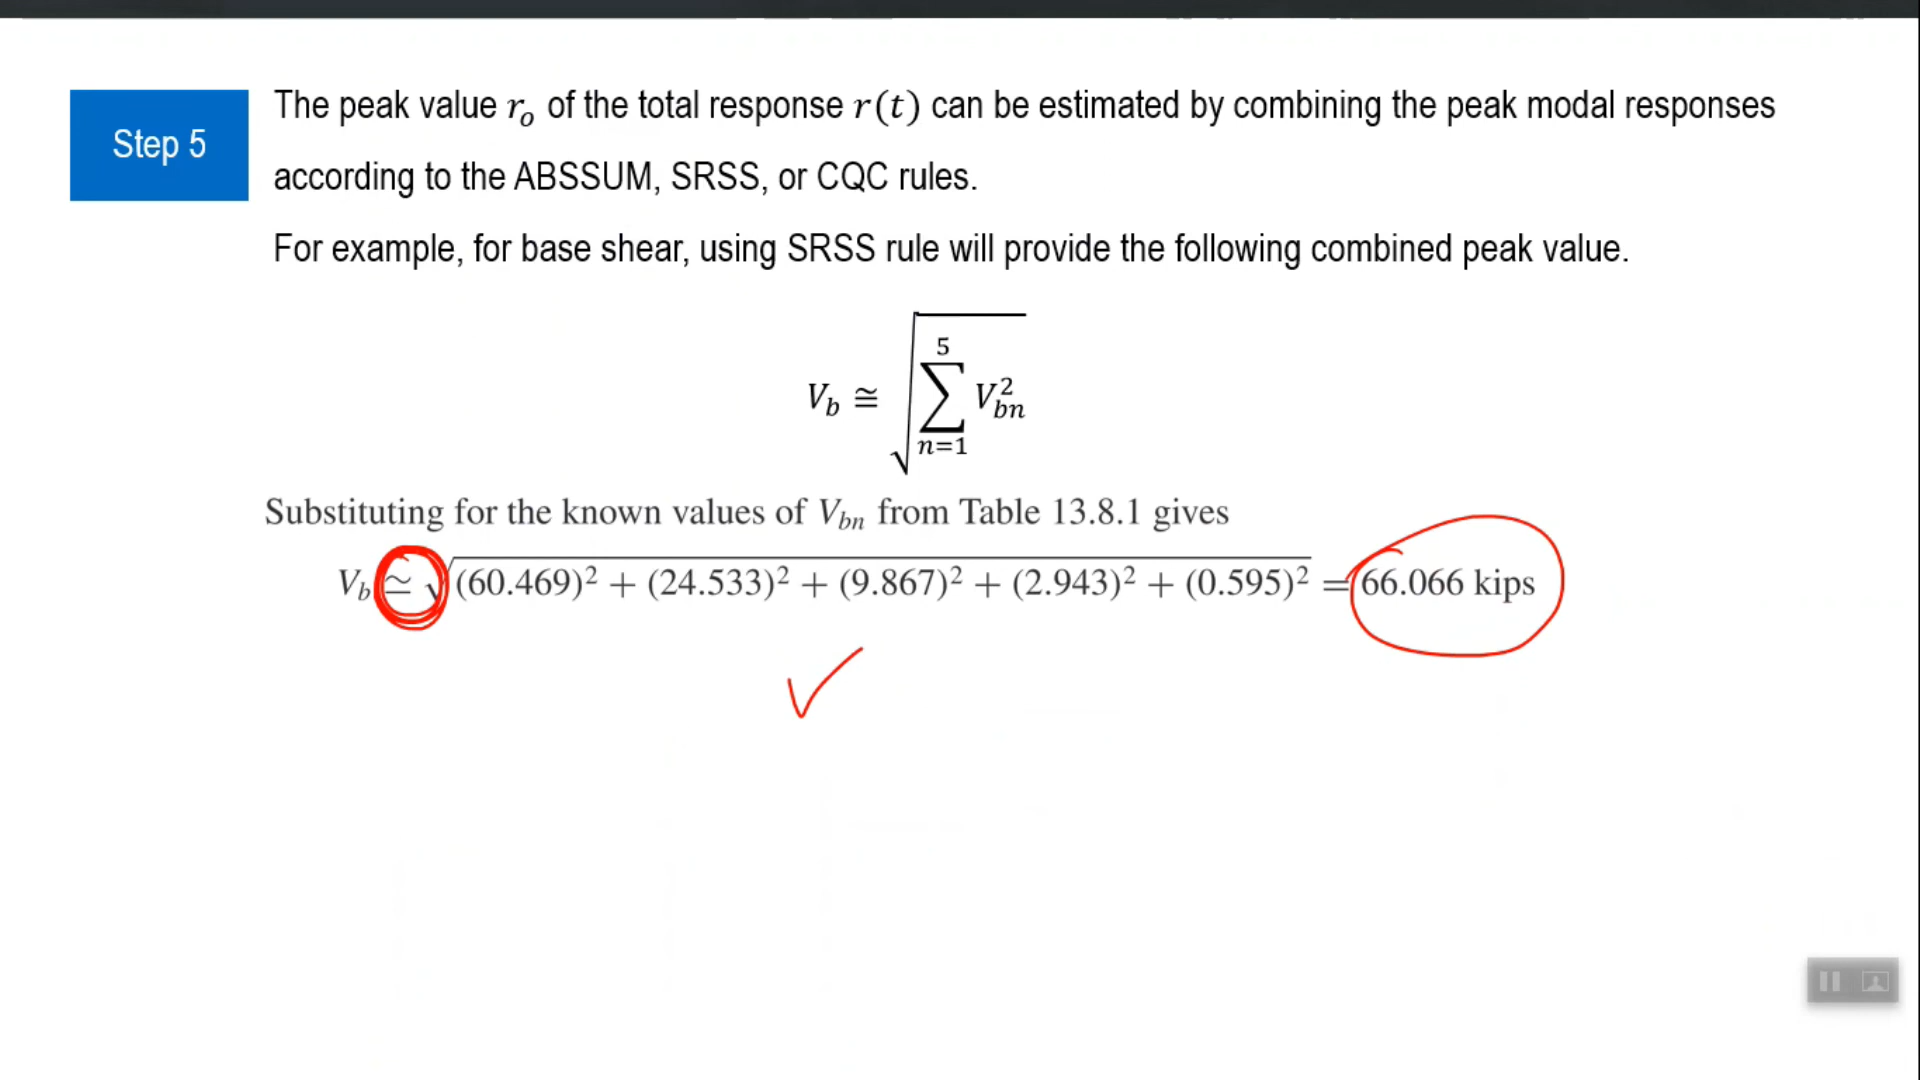 Step 5
The peak value rₒ of the total response r(t) can be estimated by combining the peak modal responses
according to the ABSSUM, SRSS, or CQC rules.
For example, for base shear, using SRSS rule will provide the following combined peak value.
V_b ≅ √(∑_{n=1}^{5} V_{bn}^2)
Substituting for the known values of V_{bn} from Table 13.8.1 gives
V_b ≃ √((60.469)² + (24.533)² + (9.867)² + (2.943)² + (0.595)²) = 66.066 kips